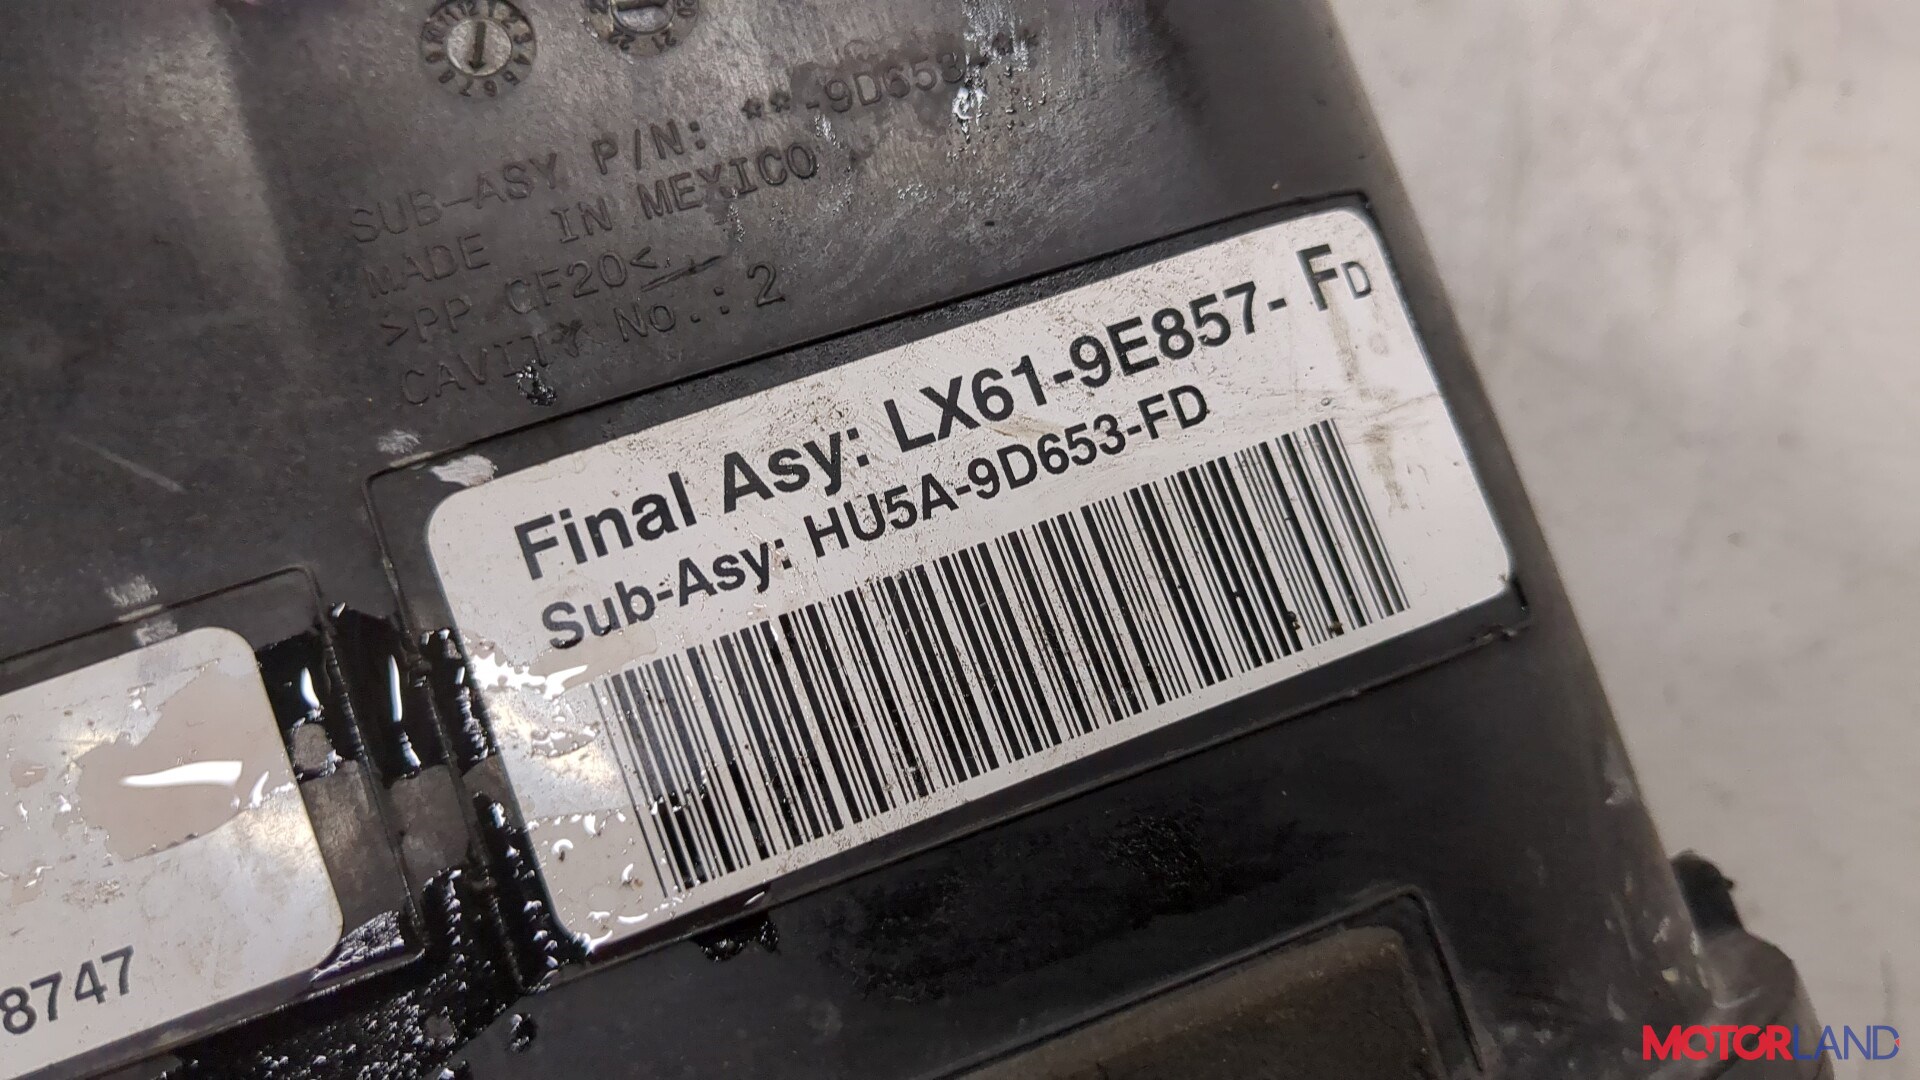 SUB-ASY P/N: **-9D653-**
MADE IN MEXICO
>PP CF20<
CAVITY No.: 2
Final Asy: LX61-9E857- FD
Sub-Asy: HU5A-9D653-FD
8747
MOTORLAND